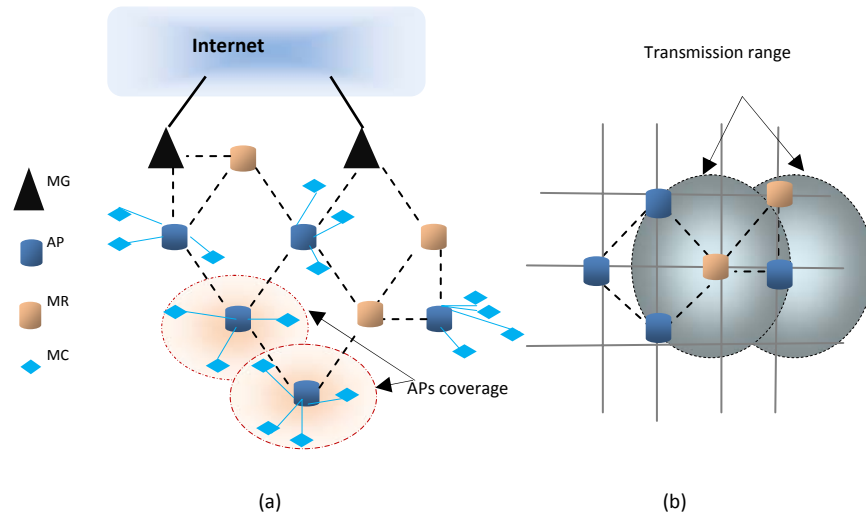 Internet
Transmission range
MG
AP
MR
MC
APs coverage
(a)
(b)